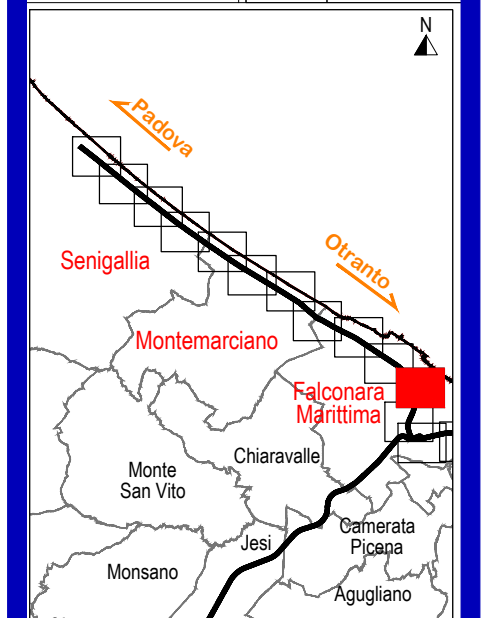 N
Padova
Otranto
Senigallia
Montemarciano
Falconara
Marittima
Chiaravalle
Monte
San Vito
Camerata
Picena
Jesi
Monsano
Agugliano